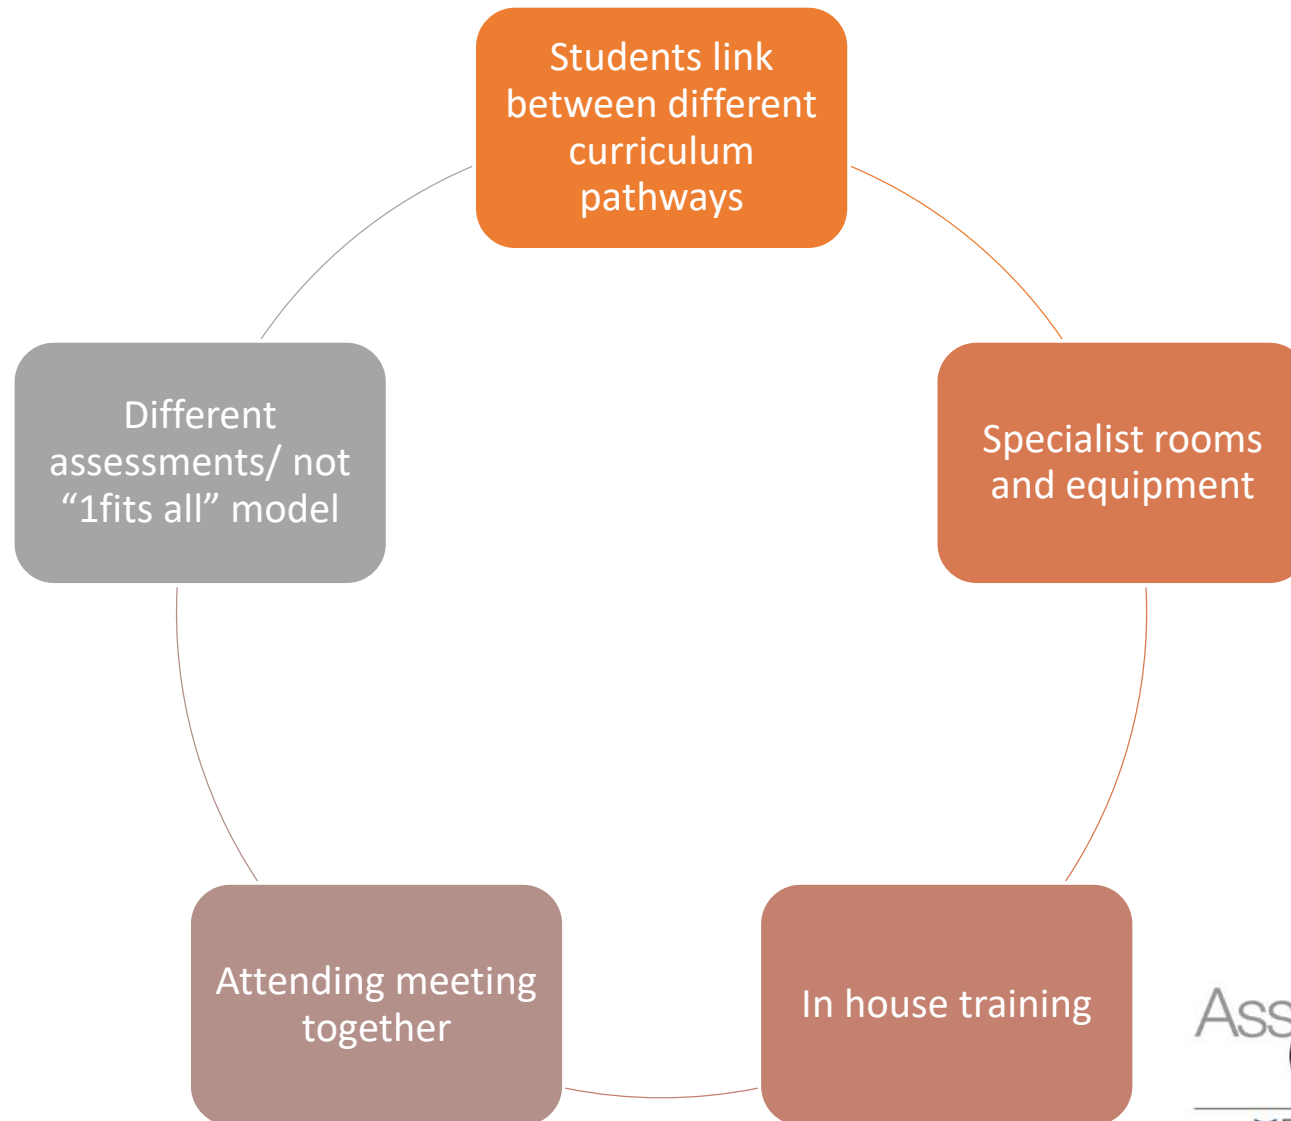 Students link
between different
curriculum
pathways
Different
assessments/ not
“1fits all” model
Specialist rooms
and equipment
Attending meeting
together
In house training